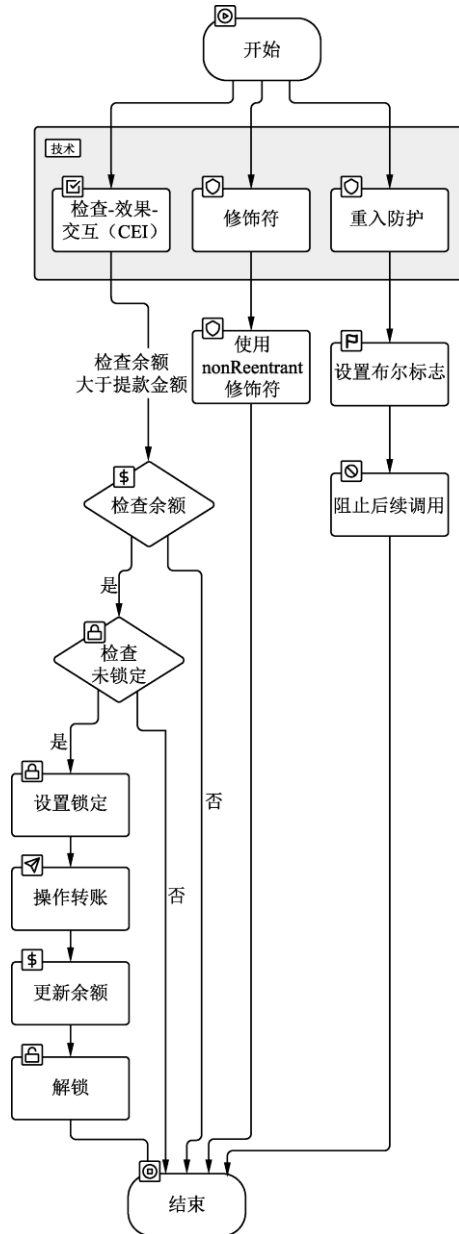 开始
技术
检查-效果-
交互（CEI）
修饰符
重入防护
检查余额
大于提款金额
使用
nonReentrant
修饰符
设置布尔标志
检查余额
阻止后续调用
是
检查
未锁定
是
设置锁定
否
操作转账
否
更新余额
解锁
结束